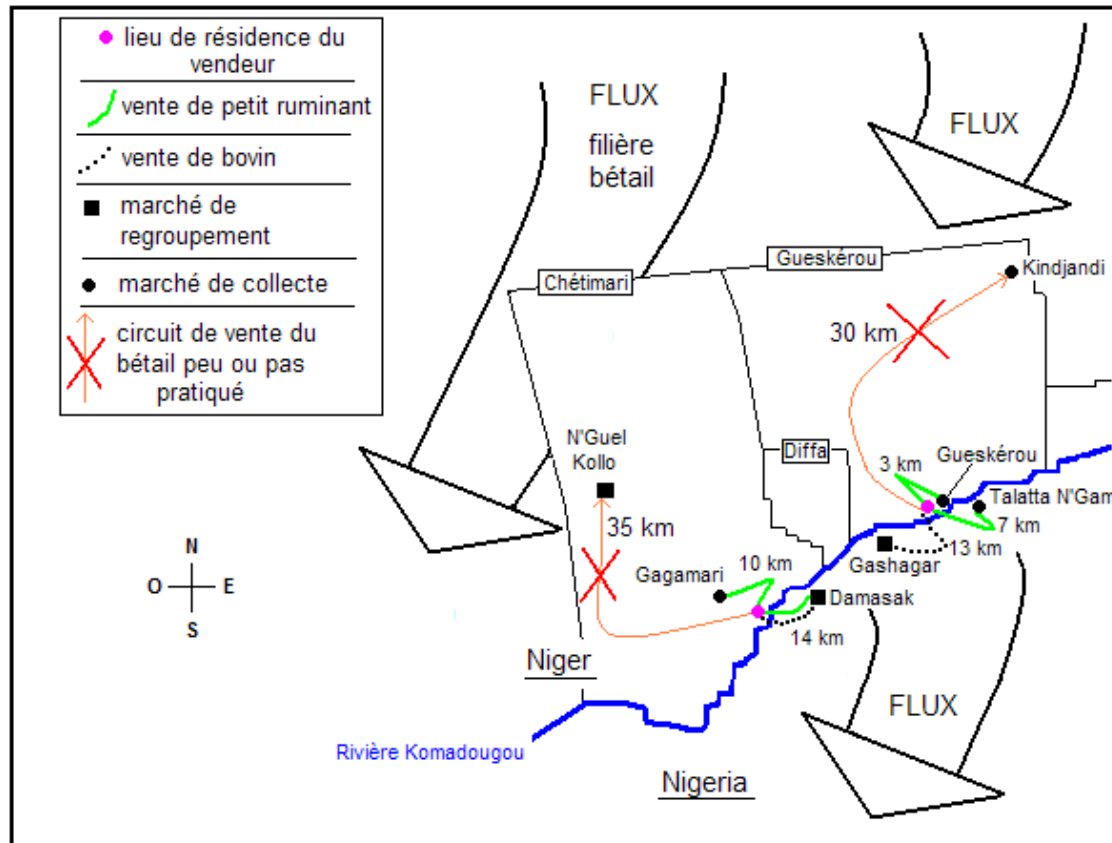 lieu de résidence du
vendeur
vente de petit ruminant
vente de bovin
marché de
regroupement
marché de collecte
circuit de vente du
bétail peu ou pas
pratiqué
FLUX
filière
bétail
FLUX
Chétimari
Gueskérou
Kindjandi
30 km
N'Guel
Kollo
Diffa
Gueskérou
3 km
Talatta N'Gam
7 km
35 km
13 km
Gashagar
10 km
Gagamari
Damasak
14 km
N
O
E
S
Niger
FLUX
Rivière Komadougou
Nigeria